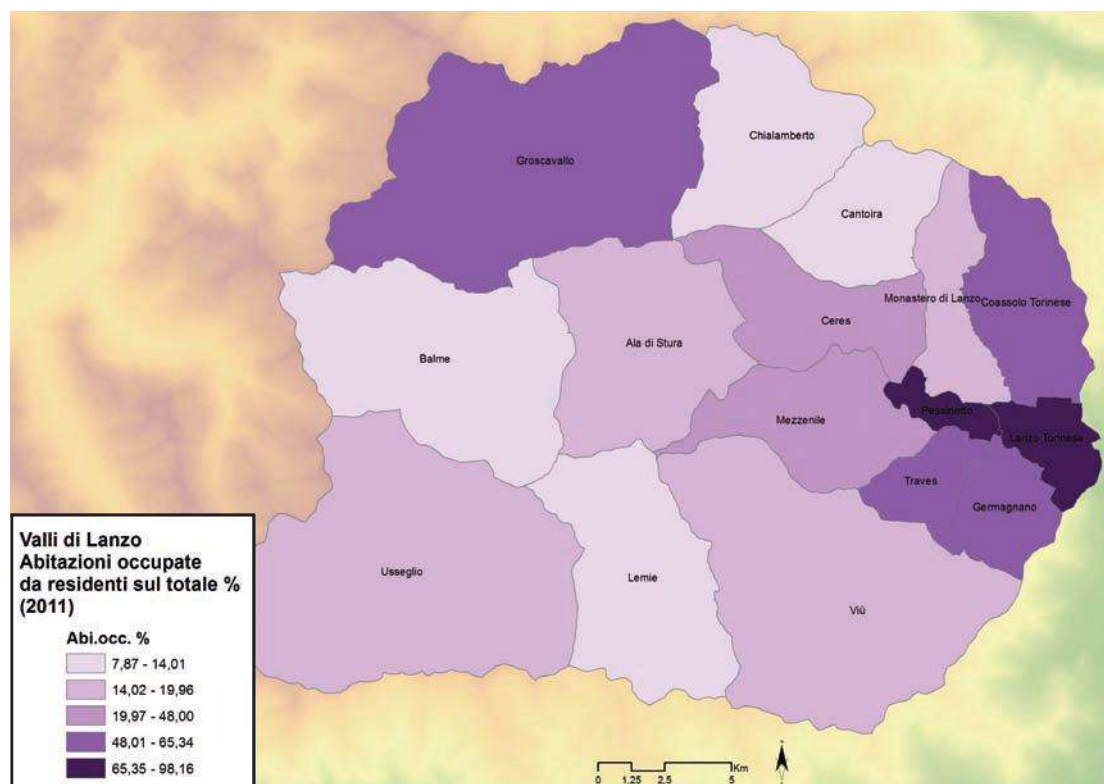 Chialamberto
Groscavallo
Cantoira
Monastero di Lanzo
Coassolo Torinese
Ceres
Ala di Stura
Balme
Pessinetto
Mezzenile
Lanzo Torinese
Traves
Germagnano
Usseglio
Lemie
Viù
Valli di Lanzo
Abitazioni occupate
da residenti sul totale %
(2011)
Abi.occ. %
7,87 - 14,01
14,02 - 19,96
19,97 - 48,00
48,01 - 65,34
65,35 - 98,16
Km
0 1.25 2.5 5